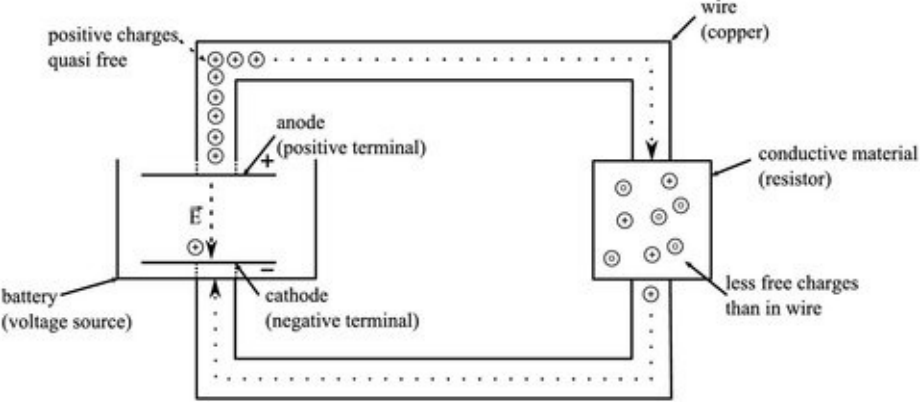 wire
(copper)
positive charges,
quasi free
anode
(positive terminal)
+
conductive material
(resistor)
E
−
battery
(voltage source)
cathode
(negative terminal)
less free charges
than in wire